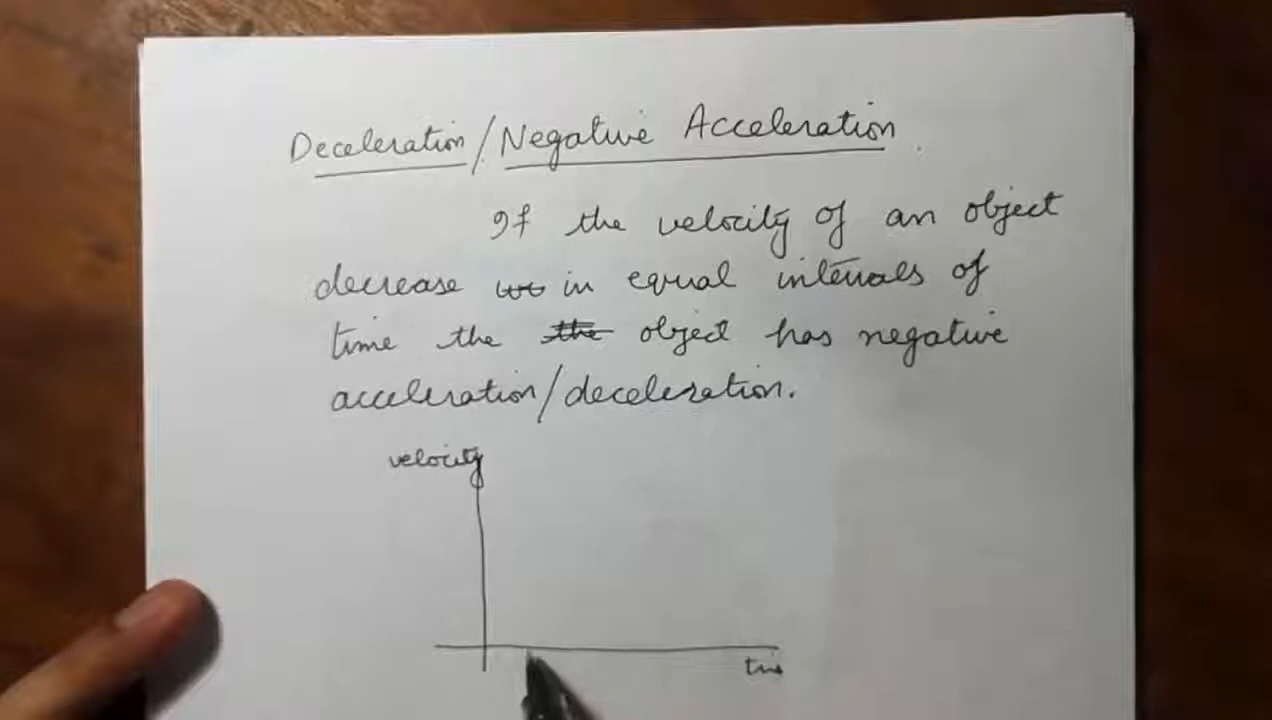 Deceleration/Negative Acceleration
If the velocity of an object
decrease in equal intervals of
time the the object has negative
acceleration/deceleration.
velocity